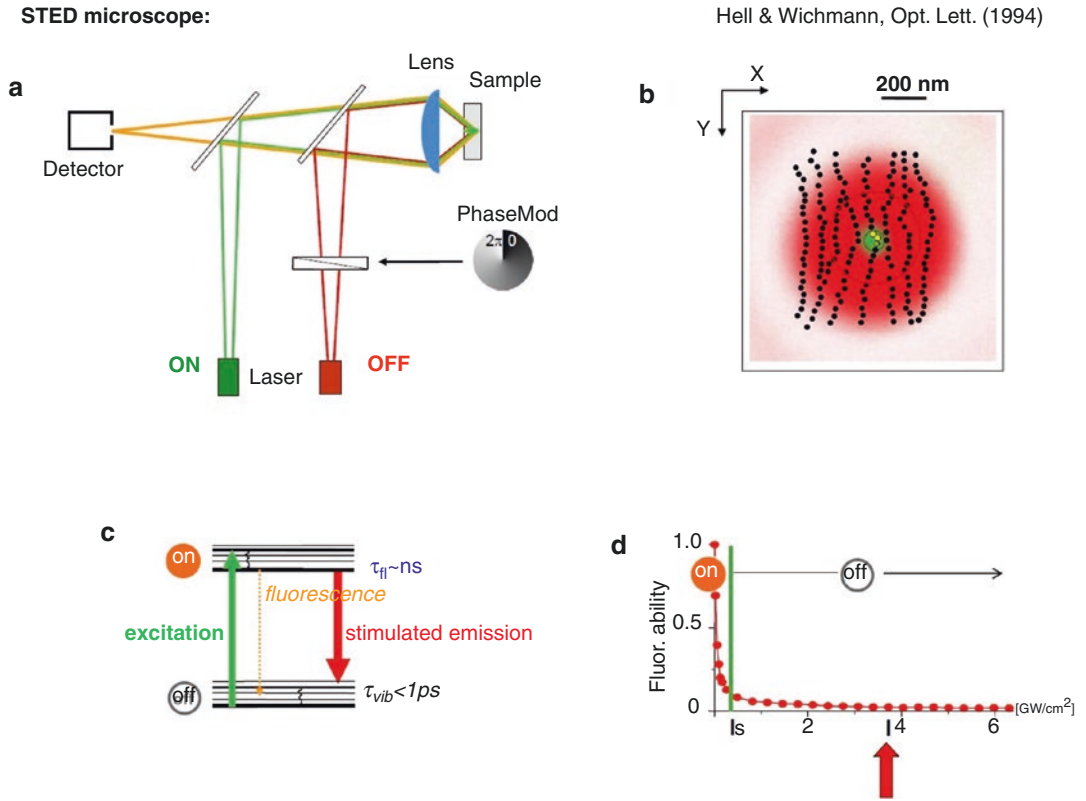 STED microscope:
Hell & Wichmann, Opt. Lett. (1994)
a
Lens
Sample
Detector
PhaseMod
2π 0
ON
Laser
OFF
b
X
Y
200 nm
c
on
τfl~ns
fluorescence
excitation
stimulated emission
off
τvib<1ps
d
1.0
on
off
Fluor. ability
0.5
0
Is
2
I
4
6
[GW/cm²]